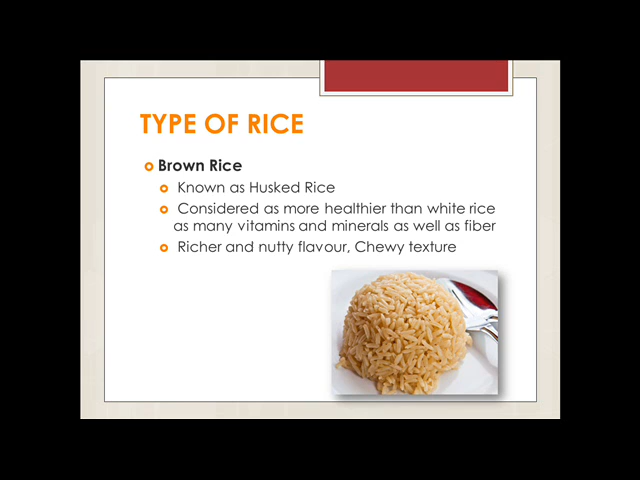 TYPE OF RICE
Brown Rice
Known as Husked Rice
Considered as more healthier than white rice
as many vitamins and minerals as well as fiber
Richer and nutty flavour, Chewy texture